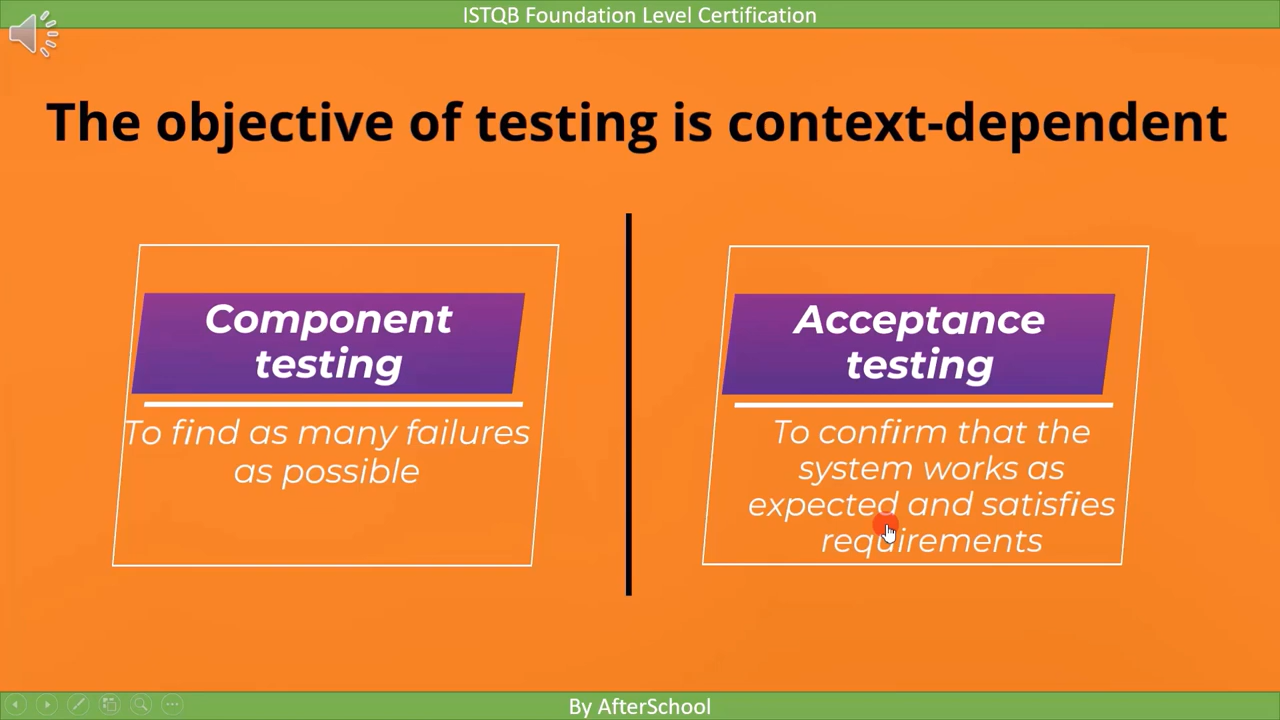 ISTQB Foundation Level Certification
The objective of testing is context-dependent
Component
testing
To find as many failures
as possible
Acceptance
testing
To confirm that the
system works as
expected and satisfies
requirements
By AfterSchool